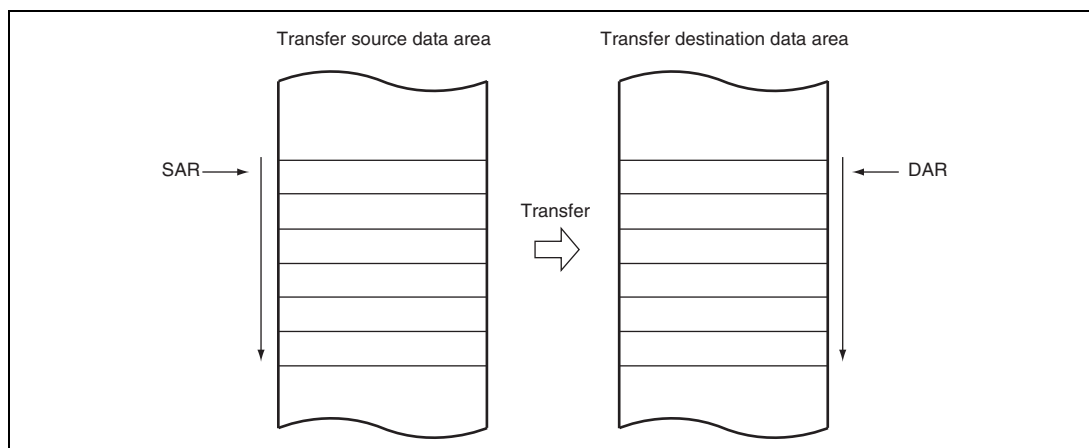 Transfer source data area
Transfer destination data area
SAR
DAR
Transfer